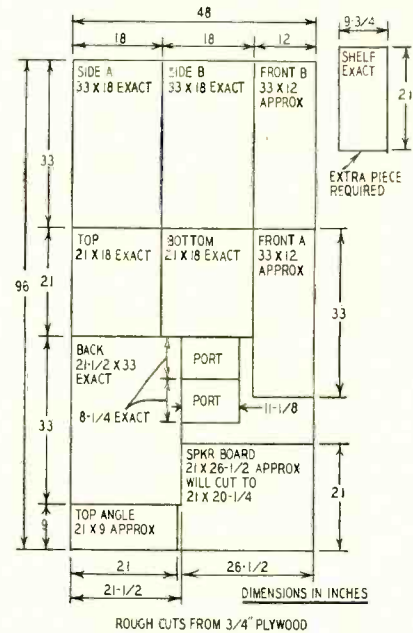 48
18
18
12
9-3/4
SIDE A
33 X 18 EXACT
SIDE B
33 X 18 EXACT
FRONT B
33 X 12
APPROX
SHELF
EXACT
21
EXTRA PIECE
REQUIRED
33
96
TOP
21 X 18 EXACT
BOTTOM
21 X 18 EXACT
FRONT A
33 X 12
APPROX
21
33
BACK
21-1/2 X 33
EXACT
PORT
PORT
8-1/4 EXACT
11-1/8
33
SPKR BOARD
21 X 26-1/2 APPROX
WILL CUT TO
21 X 20-1/4
21
TOP ANGLE
21 X 9 APPROX
9
21
26-1/2
21-1/2
DIMENSIONS IN INCHES
ROUGH CUTS FROM 3/4" PLYWOOD